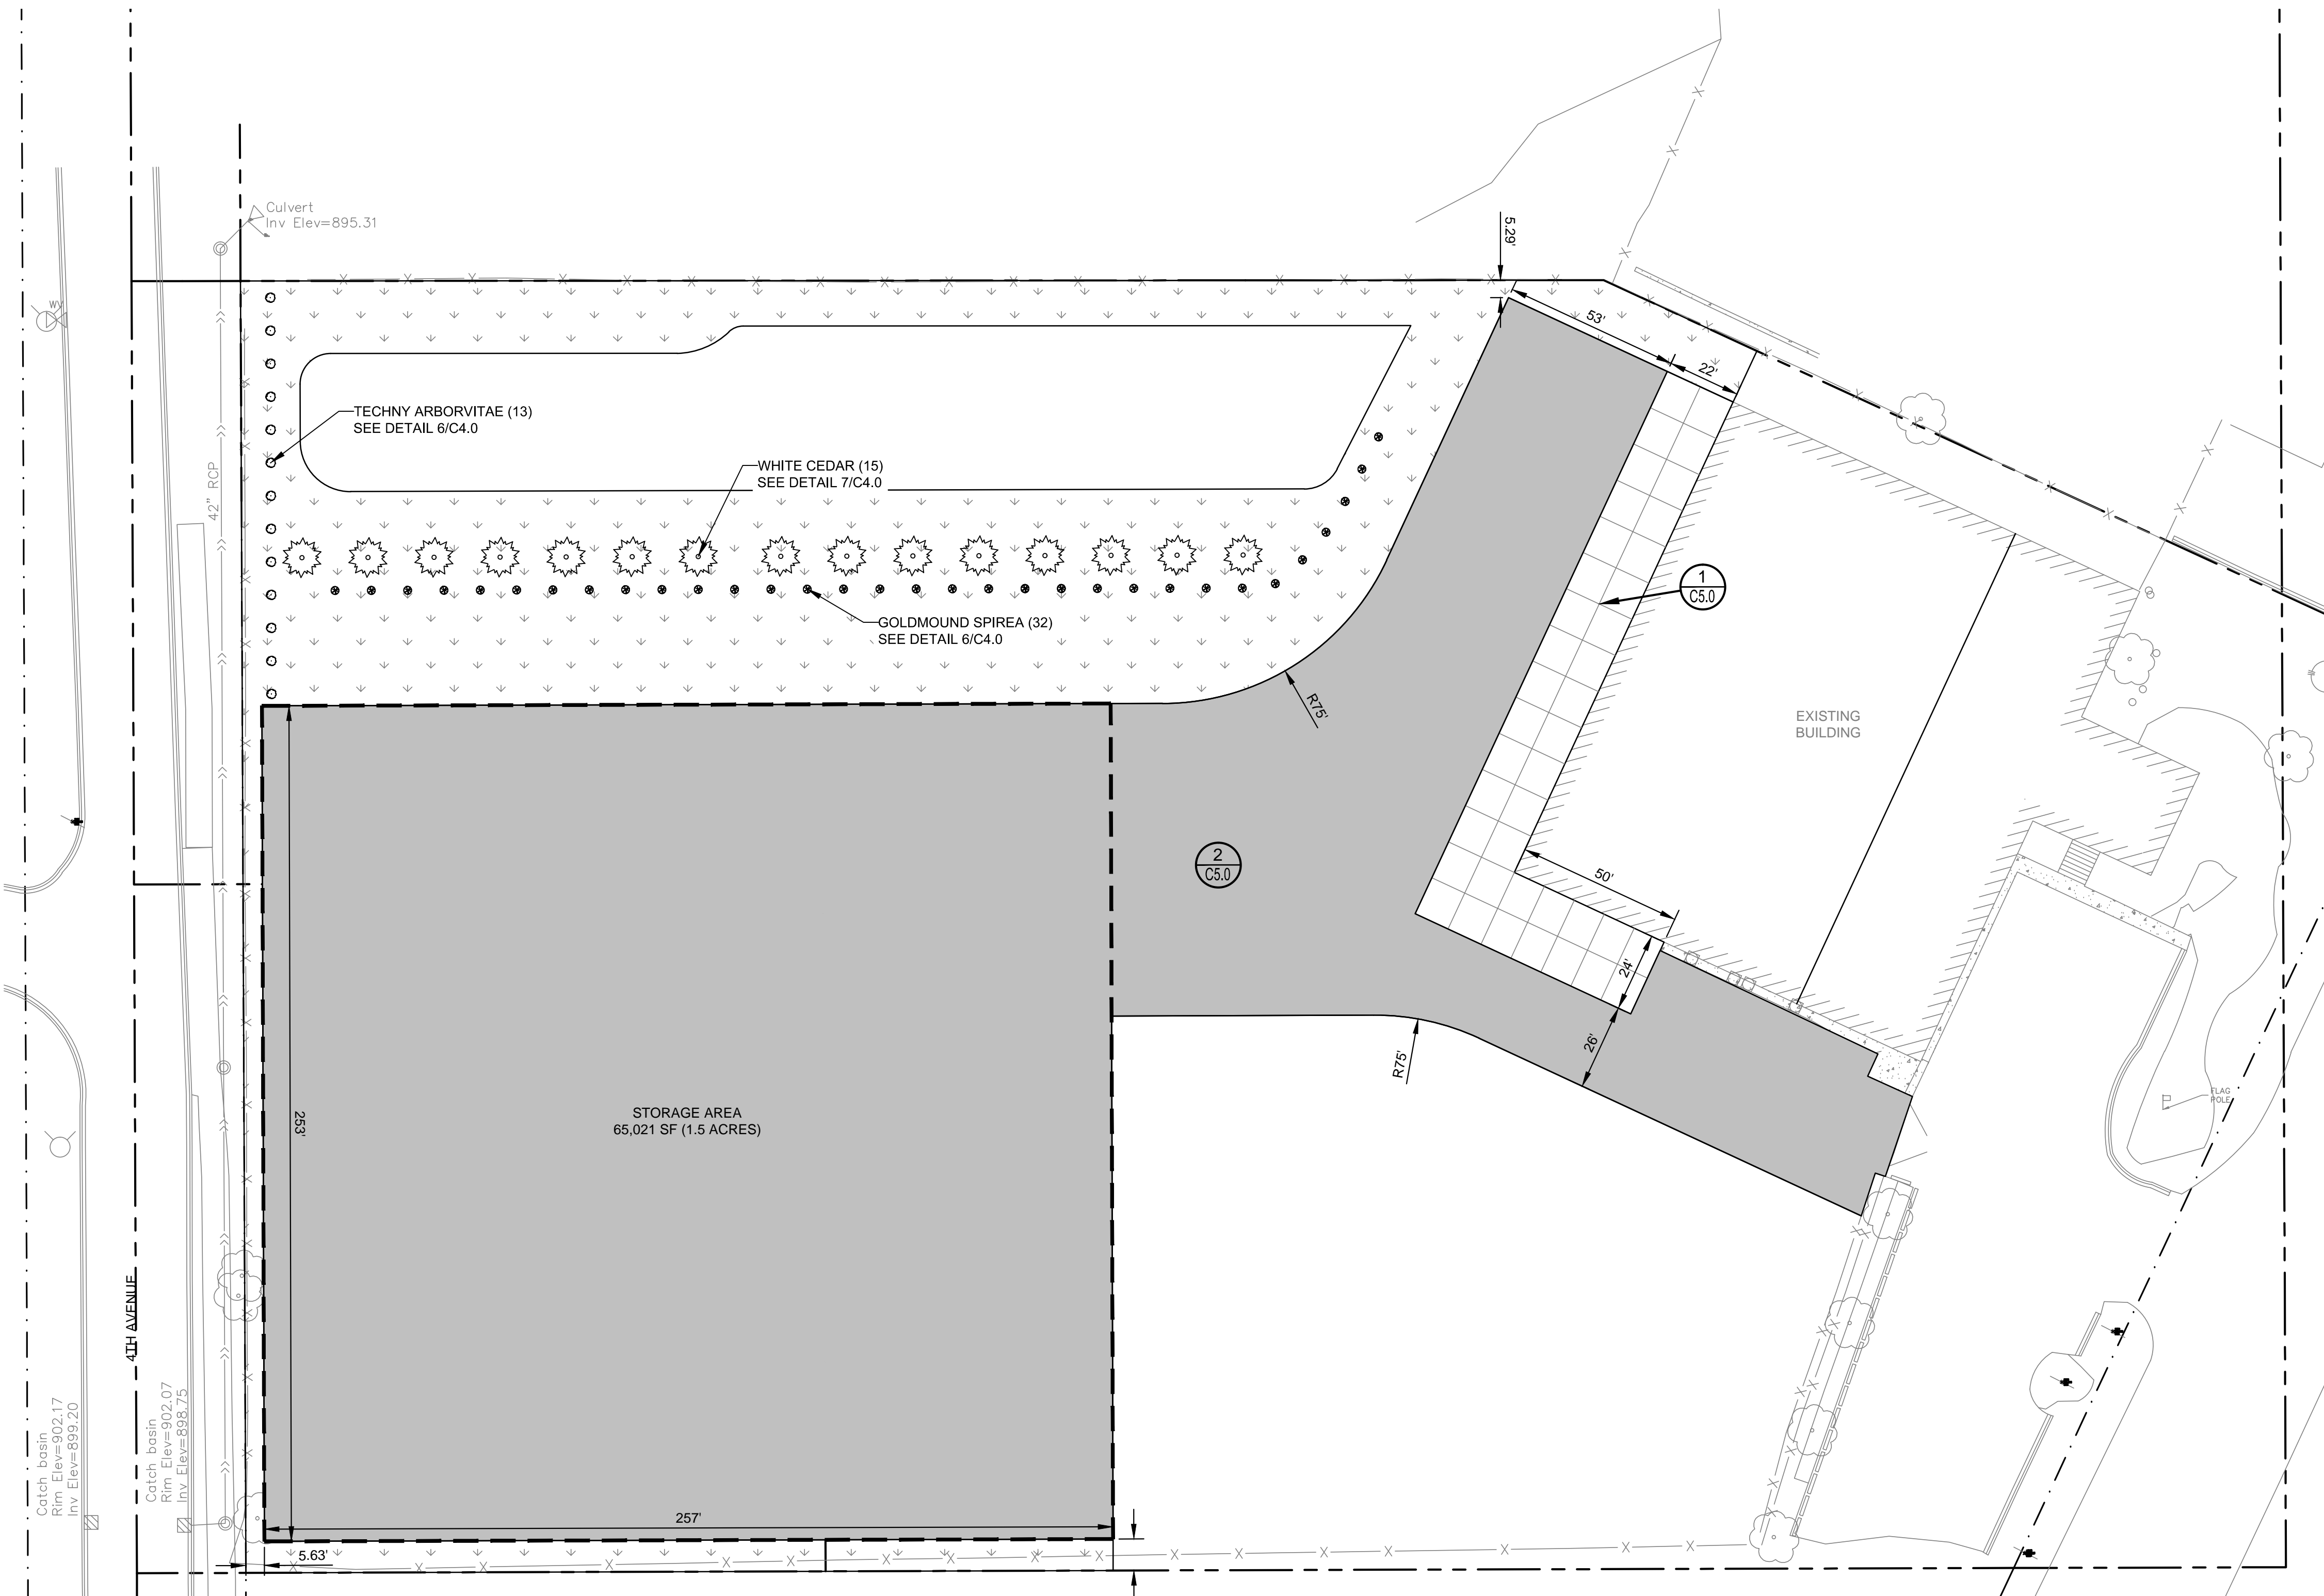 Culvert
Inv Elev=895.31
5.29'
WV
53'
22'
TECHNY ARBORVITAE (13)
SEE DETAIL 6/C4.0
WHITE CEDAR (15)
SEE DETAIL 7/C4.0
42" RCP
1
C5.0
GOLDMOUND SPIREA (32)
SEE DETAIL 6/C4.0
R75'
EXISTING
BUILDING
2
C5.0
50'
24'
26'
R75'
FLAG
POLE
253'
STORAGE AREA
65,021 SF (1.5 ACRES)
4TH AVENUE
Catch basin
Rim Elev=902.17
Inv Elev=899.20
Catch basin
Rim Elev=902.07
Inv Elev=898.75
257'
5.63'